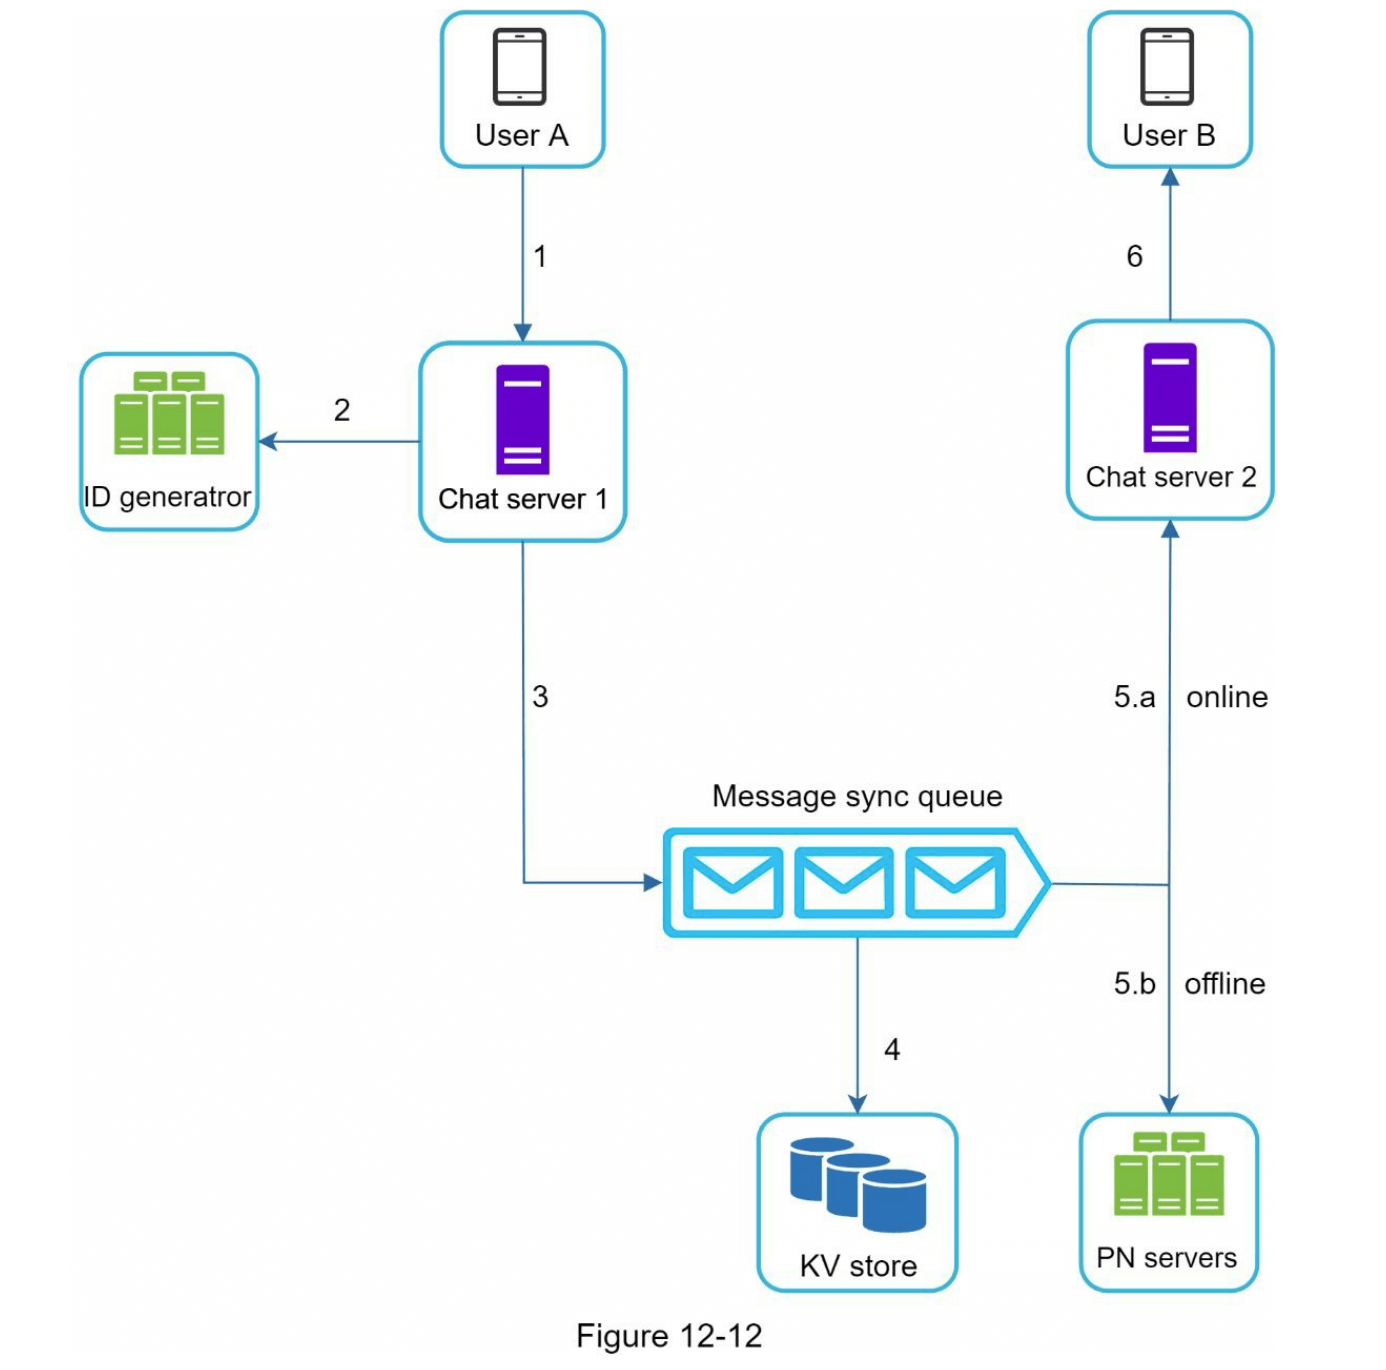 User A
User B
1
6
2
ID generatror
Chat server 1
Chat server 2
3
5.a online
Message sync queue
5.b offline
4
KV store
PN servers
Figure 12-12